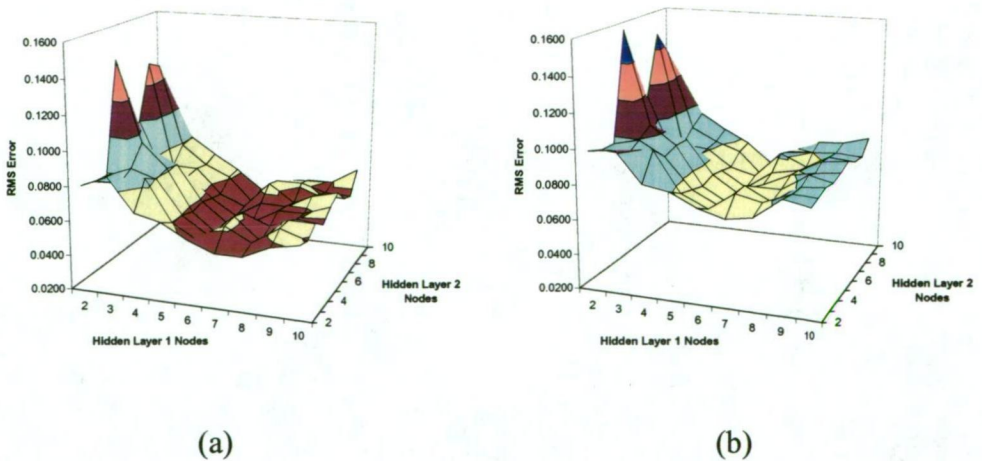 0.1600
0.1400
0.1200
0.1000
0.0800
0.0600
0.0400
0.0200
RMS Error
2 3 4 5 6 7 8 9 10
Hidden Layer 1 Nodes
10
8
6
4
2
Hidden Layer 2
Nodes
(a)
0.1600
0.1400
0.1200
0.1000
0.0800
0.0600
0.0400
0.0200
RMS Error
2 3 4 5 6 7 8 9 10
Hidden Layer 1 Nodes
10
8
6
4
2
Hidden Layer 2
Nodes
(b)